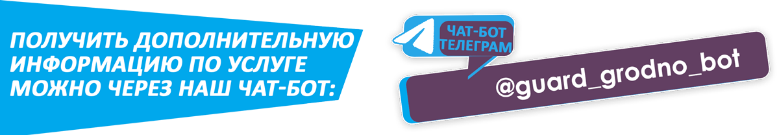 ПОЛУЧИТЬ ДОПОЛНИТЕЛЬНУЮ
ИНФОРМАЦИЮ ПО УСЛУГЕ
МОЖНО ЧЕРЕЗ НАШ ЧАТ-БОТ:
ЧАТ-БОТ
ТЕЛЕГРАМ
@guard_grodno_bot